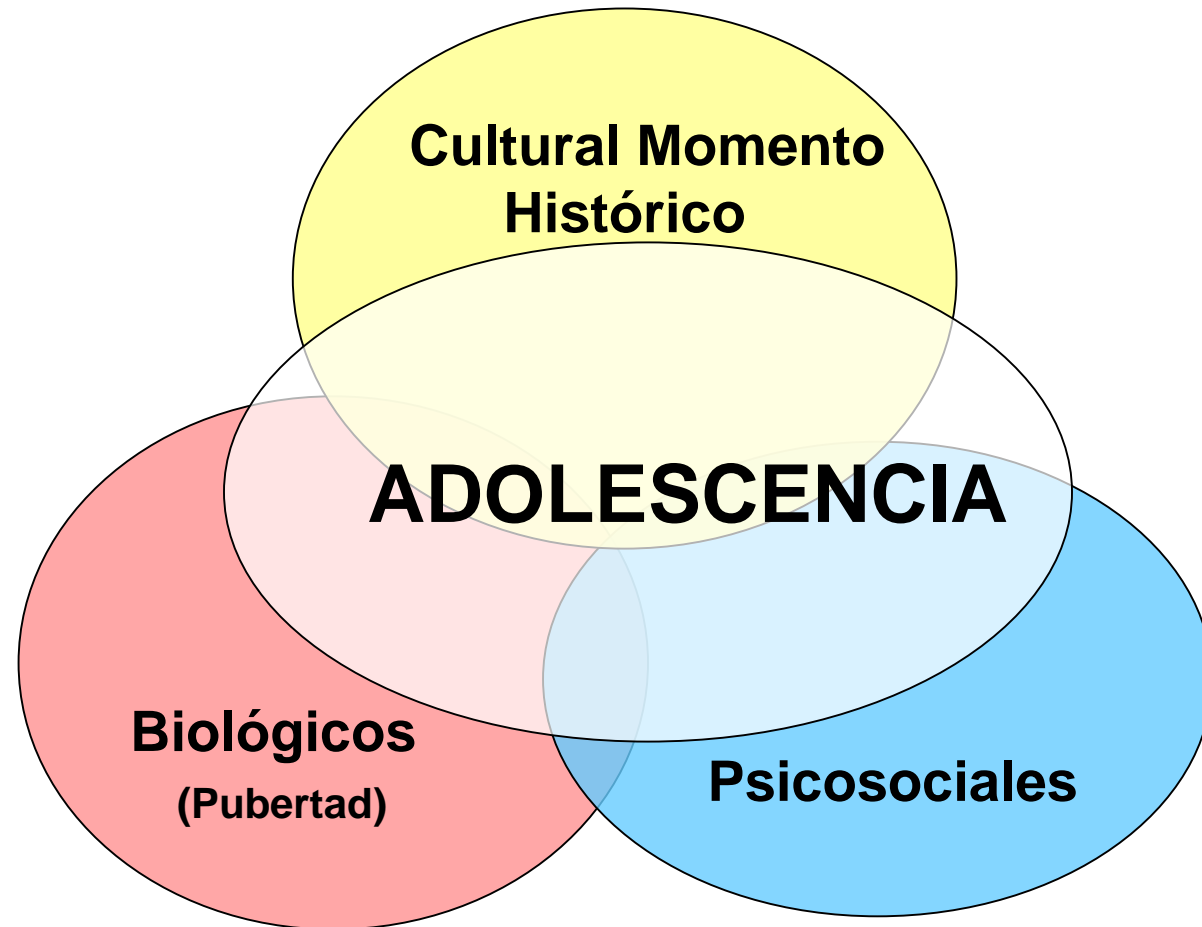 Cultural Momento
Histórico
ADOLESCENCIA
Biológicos
(Pubertad)
Psicosociales